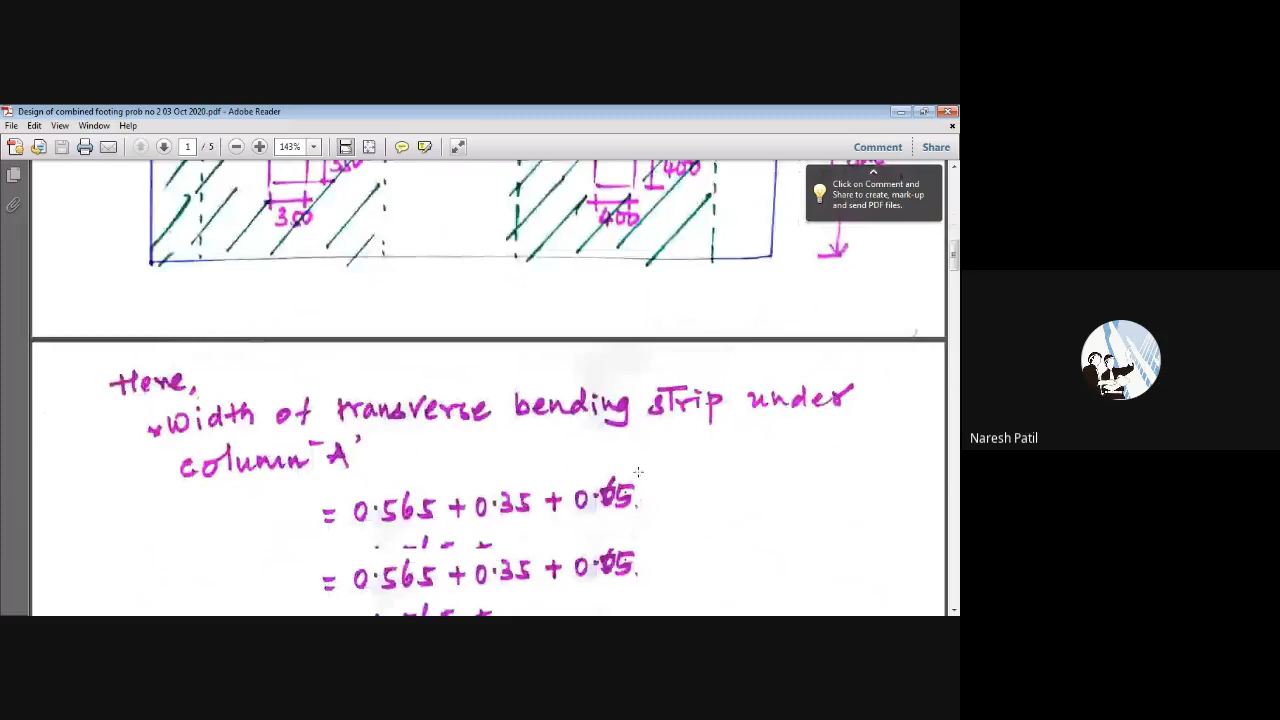 Design of combined footing prob no 2 03 Oct 2020.pdf - Adobe Reader
File Edit View Window Help
1 / 5 143% Comment Share
Click on Comment and
Share to create, mark-up
and send PDF files.
400
300 400
Here,
Width of transverse bending strip under
column 'A'
= 0.565 + 0.35 + 0.65
= 0.565 + 0.35 + 0.65
Naresh Patil